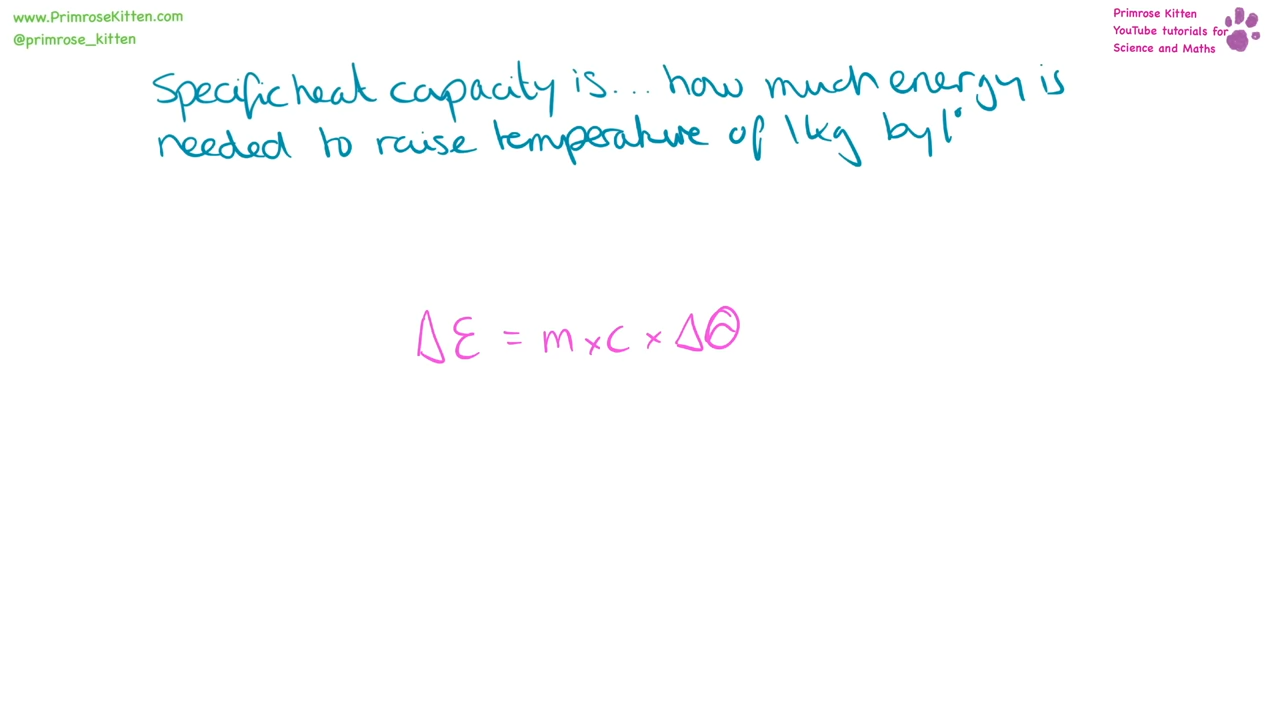 www.PrimroseKitten.com
@primrose_kitten
Primrose Kitten
YouTube tutorials for
Science and Maths
Specific heat capacity is... how much energy is
needed to raise temperature of 1kg by 1°
ΔE = m x c x Δθ